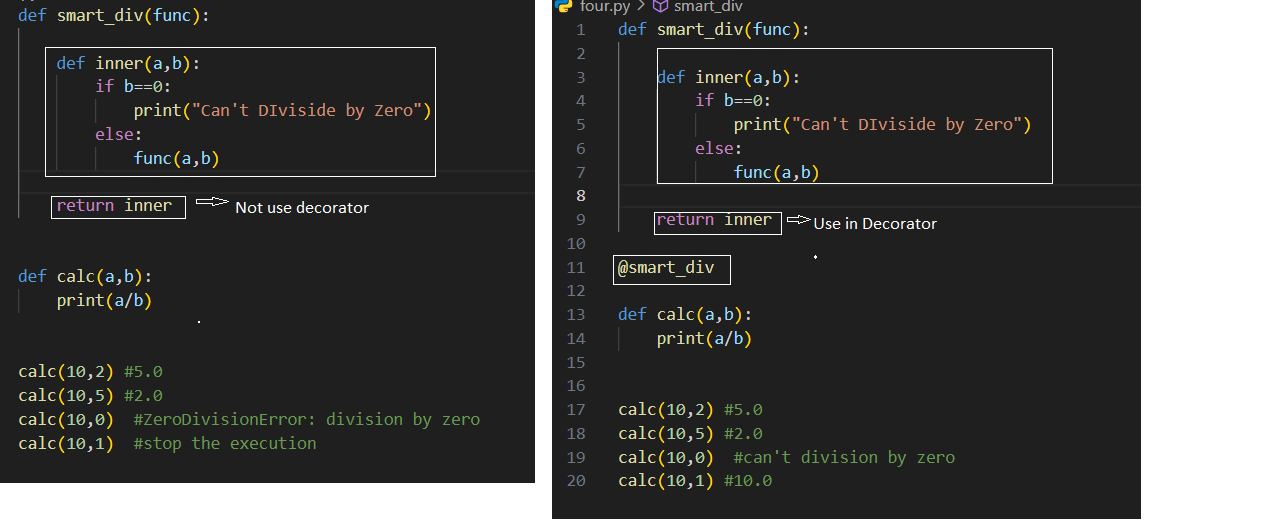 def smart_div(func):
def inner(a,b):
if b==0:
print("Can't DIviside by Zero")
else:
func(a,b)
return inner
Not use decorator
def calc(a,b):
print(a/b)
calc(10,2) #5.0
calc(10,5) #2.0
calc(10,0)  #ZeroDivisionError: division by zero
calc(10,1)  #stop the execution
four.py > smart_div
1 def smart_div(func):
2
3 def inner(a,b):
4 if b==0:
5 print("Can't DIviside by Zero")
6 else:
7 func(a,b)
8
9 return inner Use in Decorator
10
11 @smart_div
12
13 def calc(a,b):
14 print(a/b)
15
16
17 calc(10,2) #5.0
18 calc(10,5) #2.0
19 calc(10,0)  #can't division by zero
20 calc(10,1) #10.0